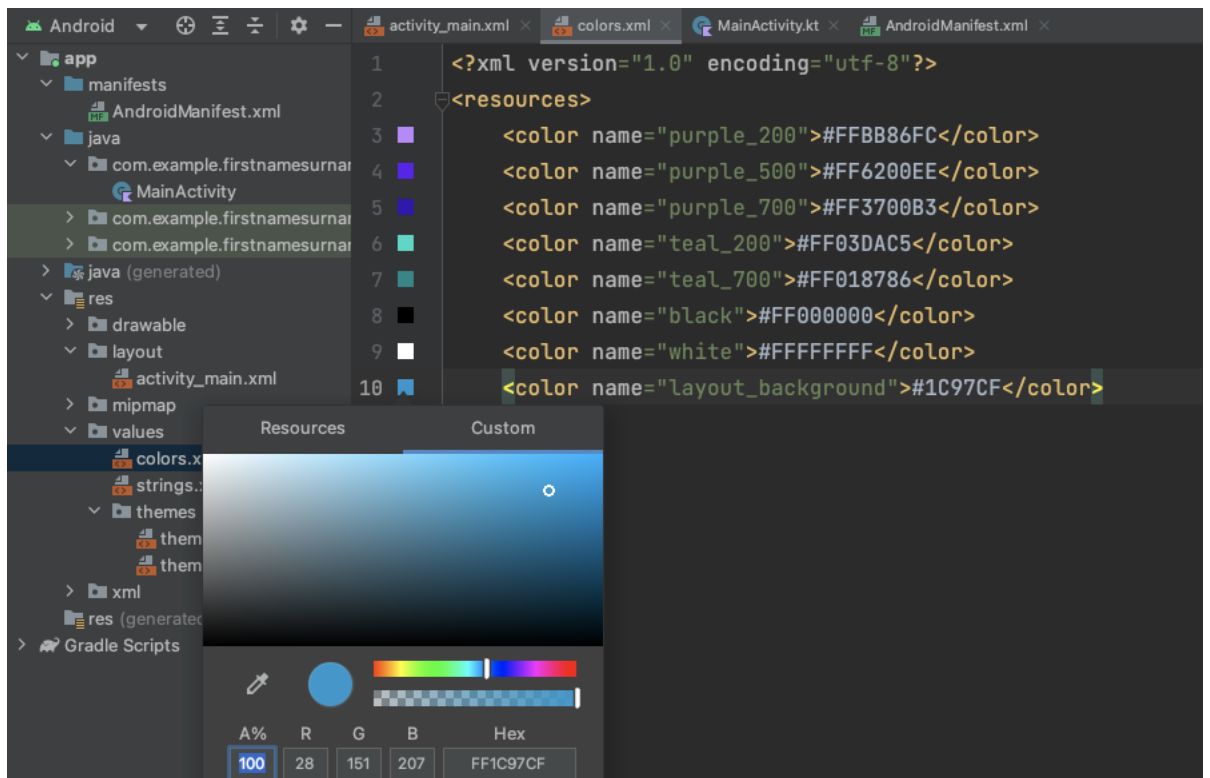 Android
activity_main.xml
colors.xml
MainActivity.kt
AndroidManifest.xml
app
manifests
AndroidManifest.xml
java
com.example.firstnamesurnar
MainActivity
com.example.firstnamesurnar
com.example.firstnamesurnar
java (generated)
res
drawable
layout
activity_main.xml
mipmap
values
colors.x
strings.
themes
them
them
xml
res (generated
Gradle Scripts
1 <?xml version="1.0" encoding="utf-8"?>
2 <resources>
3 <color name="purple_200">#FFBB86FC</color>
4 <color name="purple_500">#FF6200EE</color>
5 <color name="purple_700">#FF3700B3</color>
6 <color name="teal_200">#FF03DAC5</color>
7 <color name="teal_700">#FF018786</color>
8 <color name="black">#FF000000</color>
9 <color name="white">#FFFFFFFF</color>
10 <color name="layout_background">#1C97CF</color>
Resources Custom
A% R G B Hex
100 28 151 207 FF1C97CF